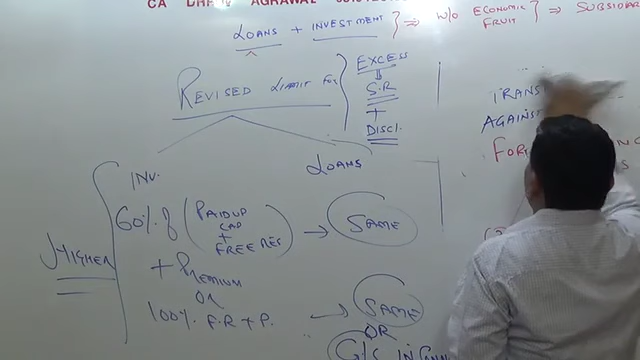 CA
AGRAWAL
LOANS + INVESTMENT } ⇒ W/O ECONOMIC FRUIT } ⇒ SUBSIDIAR
REVISED LIMIT FOR
EXCESS
⇓
S.R
+
DISCL.
TRANS
AGAINS
FOR
INV.
LOANS
HIGHER
60% of (PAIDUP CAP + FREE RES) → SAME
+ PREMIUM
OR
100% F.R + P. → SAME
OR